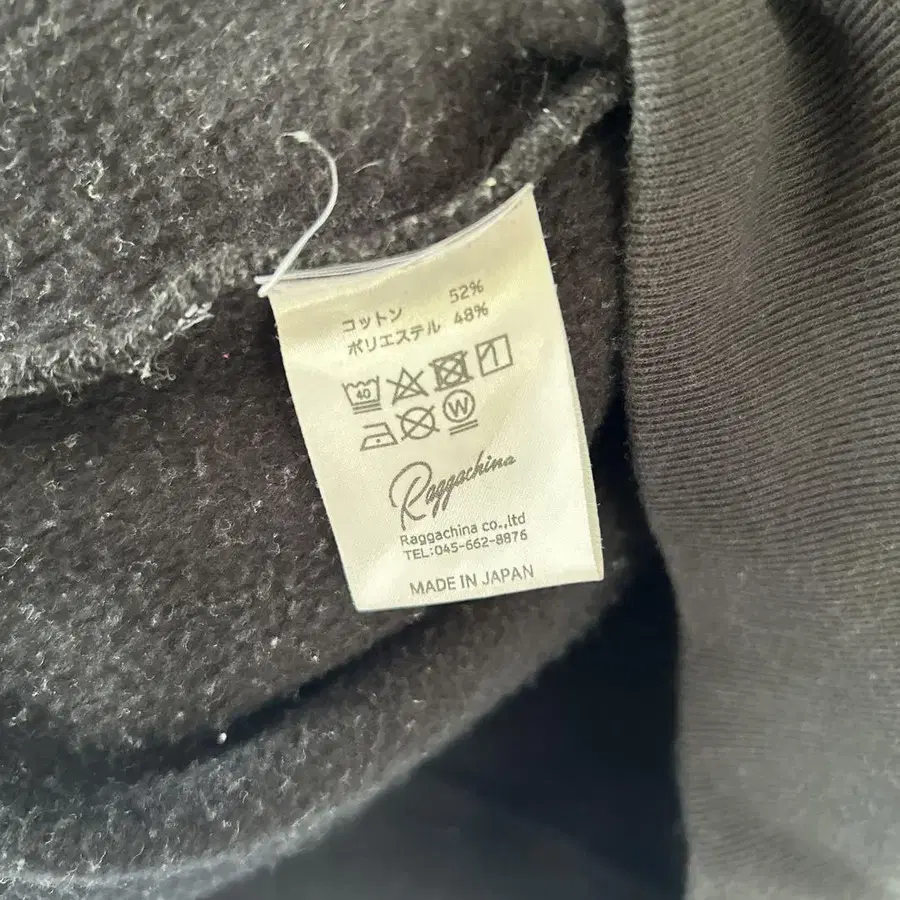 コットン 52%
ポリエステル 48%
40
W
Raggachina
Raggachina co.,ltd
TEL:045-662-8876
MADE IN JAPAN